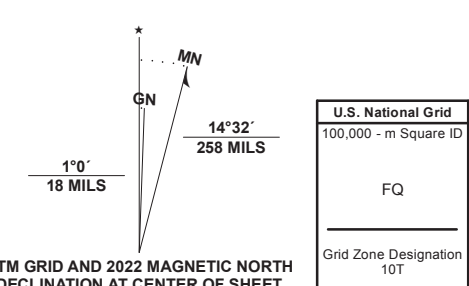 ★
MN
GN
14°32´
258 MILS
1°0´
18 MILS
TM GRID AND 2022 MAGNETIC NORTH
DECLINATION AT CENTER OF SHEET
U.S. National Grid
100,000 - m Square ID
FQ
Grid Zone Designation
10T